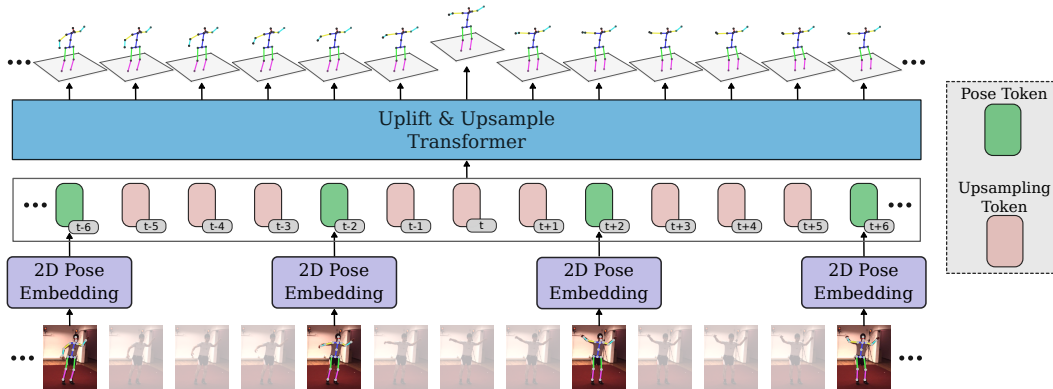 Uplift & Upsample
Transformer
Pose Token
Upsampling
Token
t-6
t-5
t-4
t-3
t-2
t-1
t
t+1
t+2
t+3
t+4
t+5
t+6
2D Pose
Embedding
2D Pose
Embedding
2D Pose
Embedding
2D Pose
Embedding